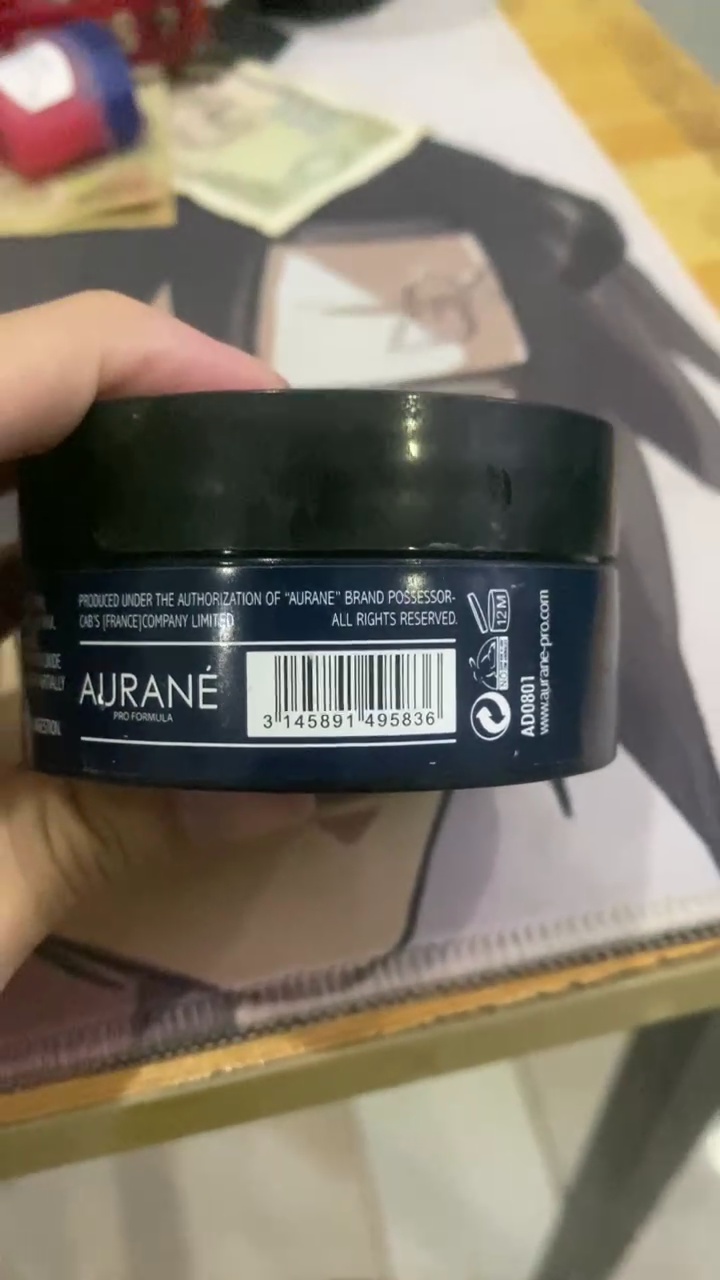 PRODUCED UNDER THE AUTHORIZATION OF "AURANE" BRAND POSSESSOR-
CAB'S [FRANCE]COMPANY LIMITED
ALL RIGHTS RESERVED.
AURANÉ
PRO FORMULA
3 145891 495836
12M
AD0801
www.aurane-pro.com